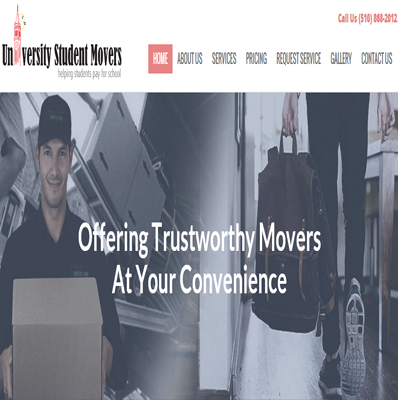 Call Us (510) 868-2012
University Student Movers
helping students pay for school
HOME ABOUT US SERVICES PRICING REQUEST SERVICE GALLERY CONTACT US
Offering Trustworthy Movers
At Your Convenience